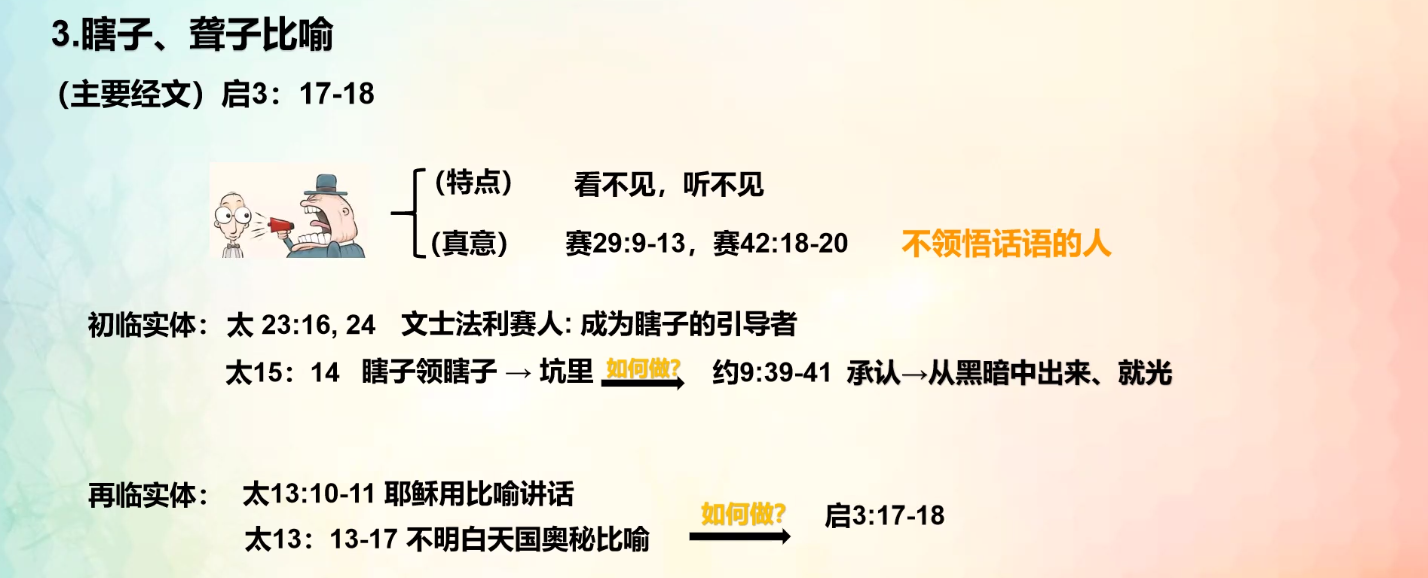 3.瞎子、聋子比喻
（主要经文）启3：17-18
（特点） 看不见，听不见
（真意） 赛29:9-13，赛42:18-20 不领悟话语的人
初临实体：太 23:16, 24 文士法利赛人: 成为瞎子的引导者
太15：14 瞎子领瞎子 → 坑里 如何做? 约9:39-41 承认→从黑暗中出来、就光
再临实体： 太13:10-11 耶稣用比喻讲话
如何做? 启3:17-18
太13：13-17 不明白天国奥秘比喻